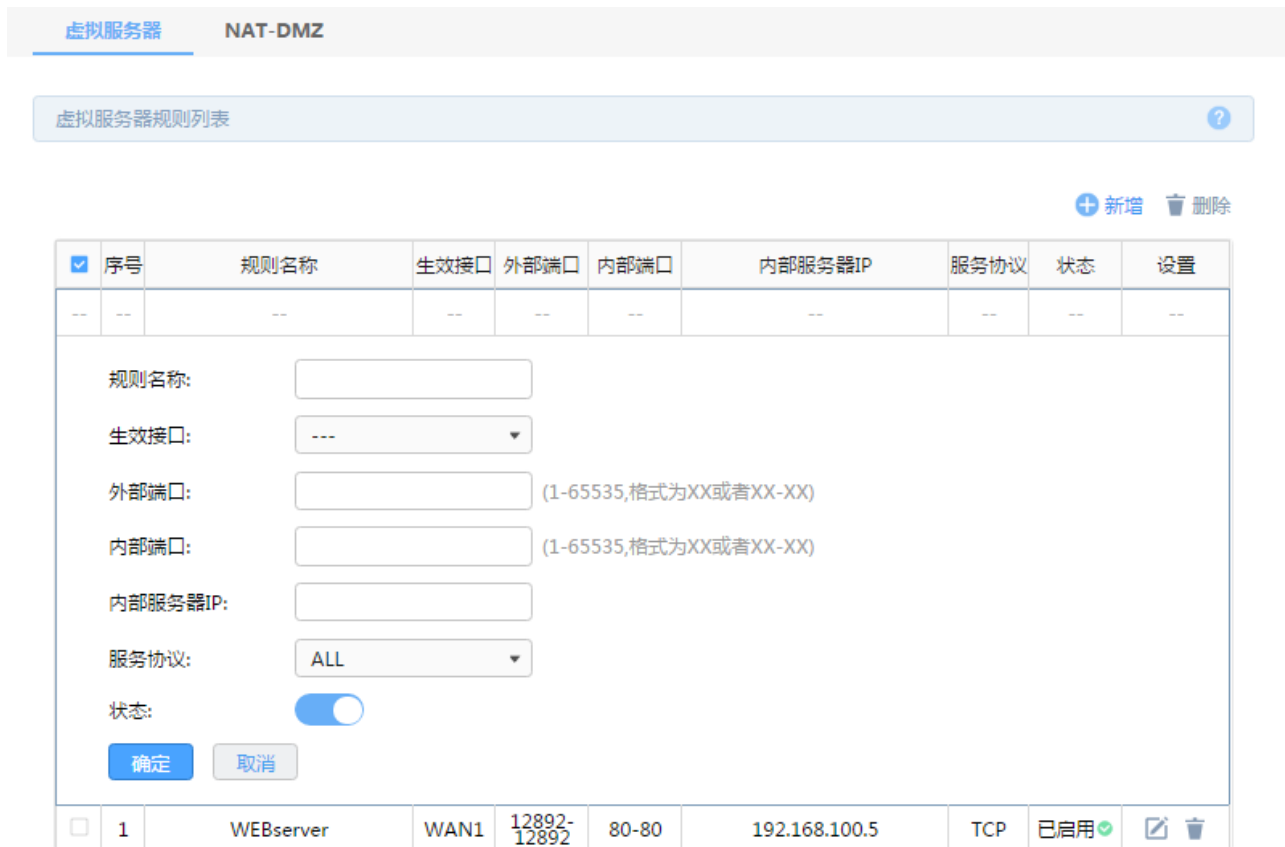 虚拟服务器 NAT-DMZ
虚拟服务器规则列表 ?
新增 删除
序号 规则名称 生效接口 外部端口 内部端口 内部服务器IP 服务协议 状态 设置
-- -- -- -- -- -- -- -- -- --
规则名称:
生效接口: ---
外部端口: (1-65535,格式为XX或者XX-XX)
内部端口: (1-65535,格式为XX或者XX-XX)
内部服务器IP:
服务协议: ALL
状态:
确定 取消
1 WEBserver WAN1 12892-12892 80-80 192.168.100.5 TCP 已启用